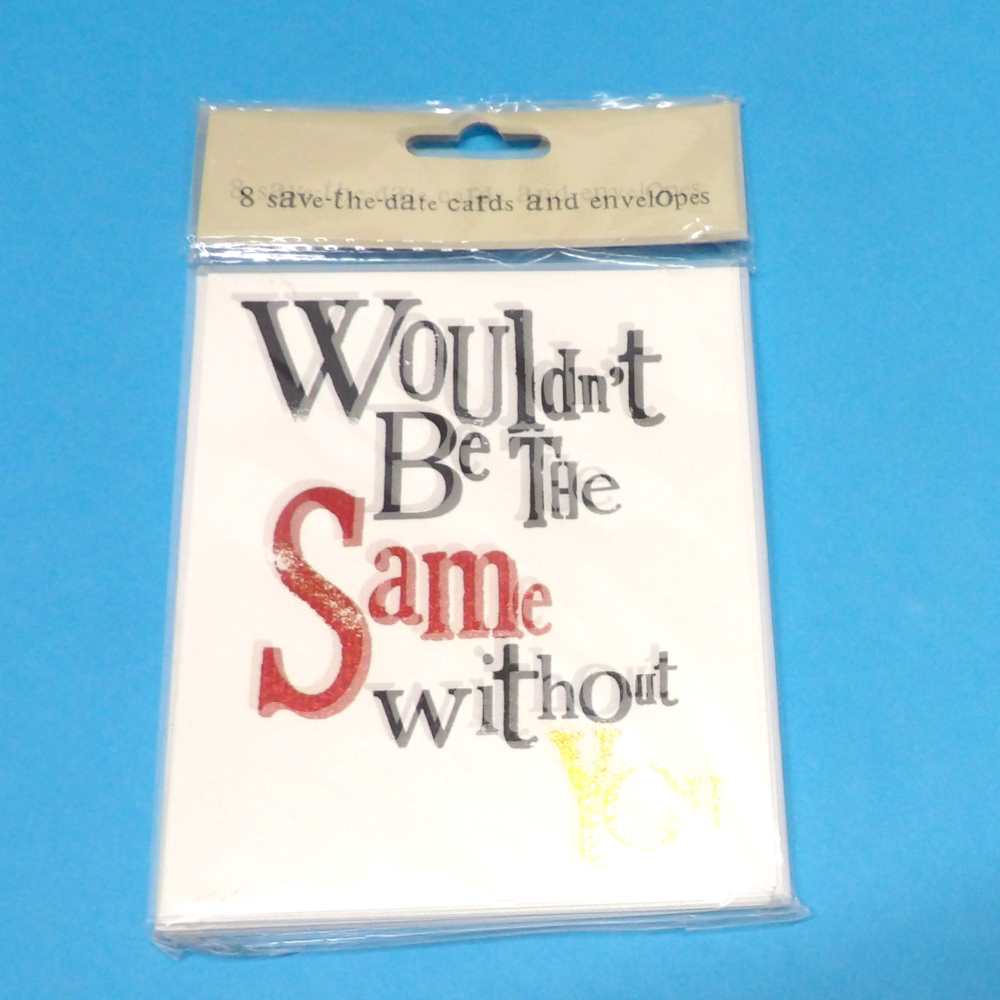 8 save-the-date cards and envelopes
Wouldn't
Be The
Same
without
You